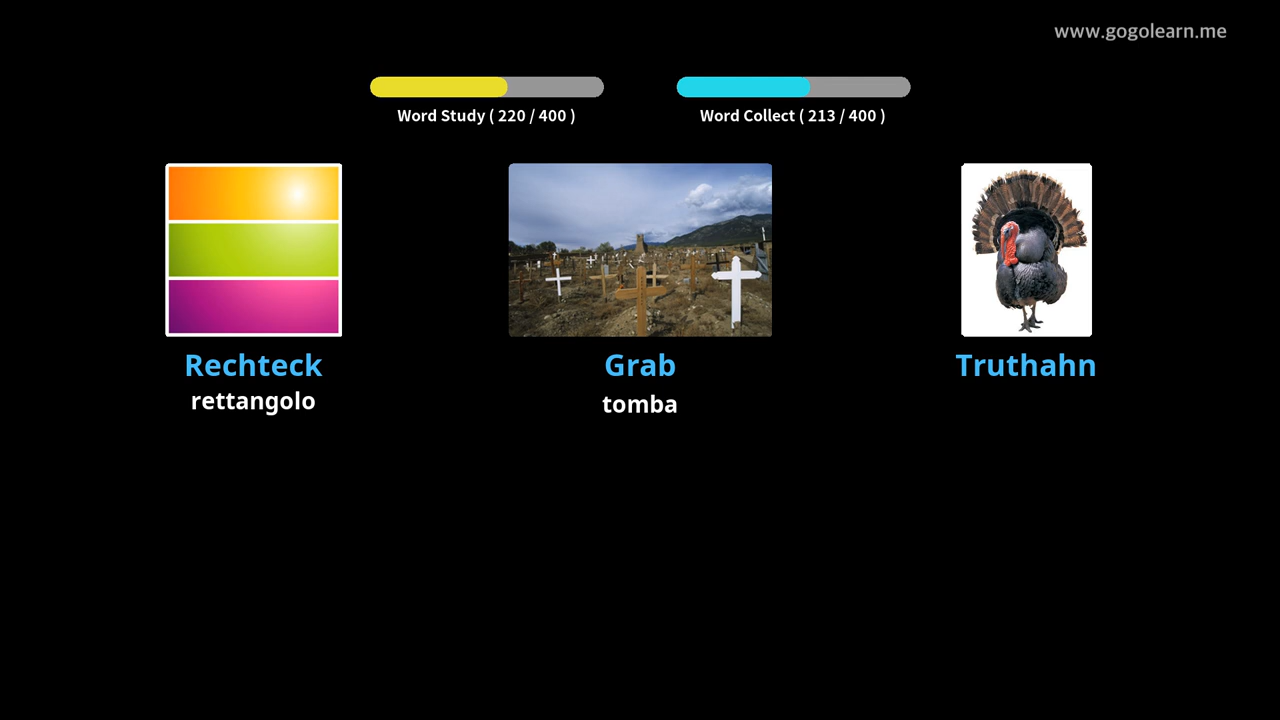 www.gogolearn.me
Word Study ( 220 / 400 )
Word Collect ( 213 / 400 )
Rechteck
rettangolo
Grab
tomba
Truthahn